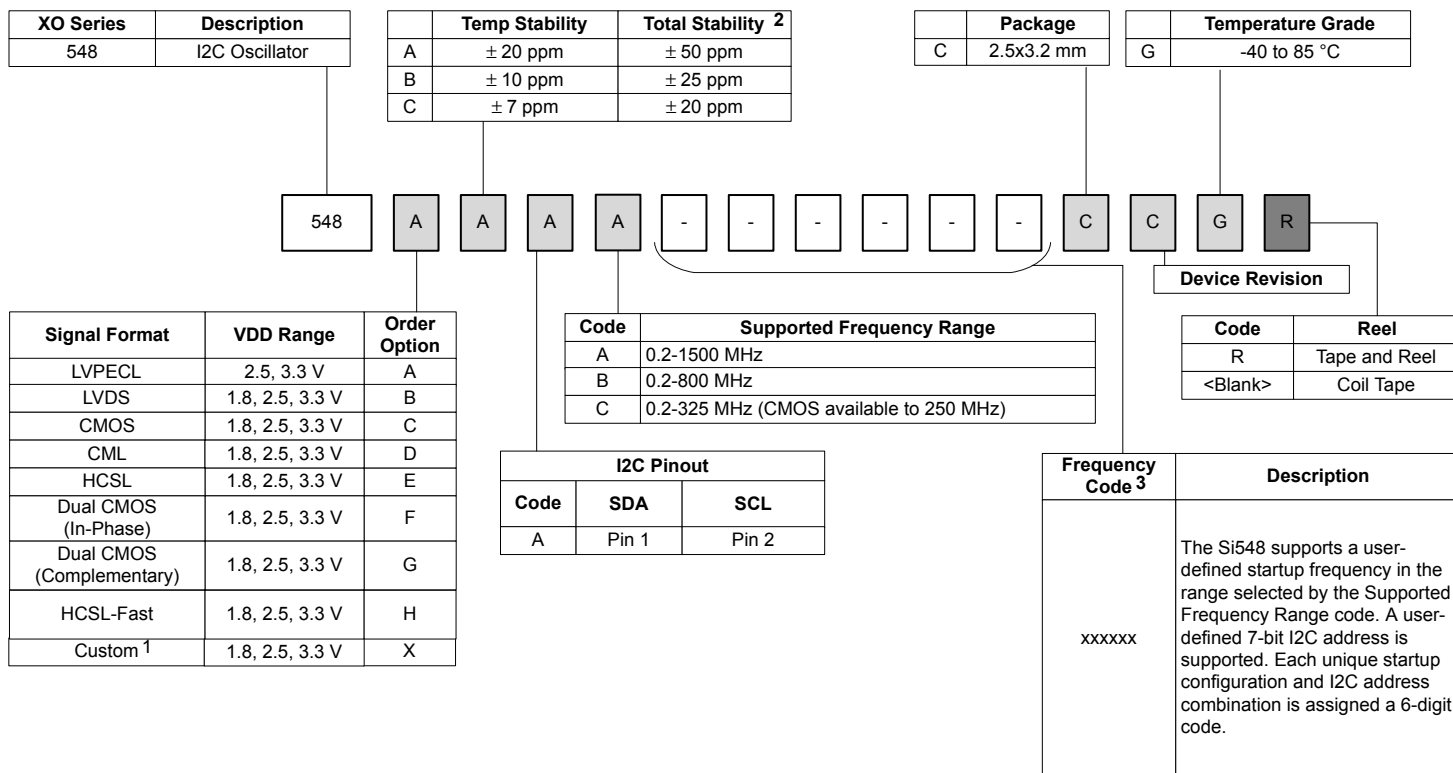 XO Series Description
548 I2C Oscillator
Temp Stability Total Stability 2
A ± 20 ppm ± 50 ppm
B ± 10 ppm ± 25 ppm
C ± 7 ppm ± 20 ppm
Package
C 2.5x3.2 mm
Temperature Grade
G -40 to 85 °C
548 A A A A - - - - - - C C G R
Device Revision
Signal Format VDD Range Order Option
LVPECL 2.5, 3.3 V A
LVDS 1.8, 2.5, 3.3 V B
CMOS 1.8, 2.5, 3.3 V C
CML 1.8, 2.5, 3.3 V D
HCSL 1.8, 2.5, 3.3 V E
Dual CMOS (In-Phase) 1.8, 2.5, 3.3 V F
Dual CMOS (Complementary) 1.8, 2.5, 3.3 V G
HCSL-Fast 1.8, 2.5, 3.3 V H
Custom 1 1.8, 2.5, 3.3 V X
Code Supported Frequency Range
A 0.2-1500 MHz
B 0.2-800 MHz
C 0.2-325 MHz (CMOS available to 250 MHz)
I2C Pinout
Code SDA SCL
A Pin 1 Pin 2
Code Reel
R Tape and Reel
<Blank> Coil Tape
Frequency Code 3 Description
xxxxxx
The Si548 supports a user-
defined startup frequency in the
range selected by the Supported
Frequency Range code. A user-
defined 7-bit I2C address is
supported. Each unique startup
configuration and I2C address
combination is assigned a 6-digit
code.